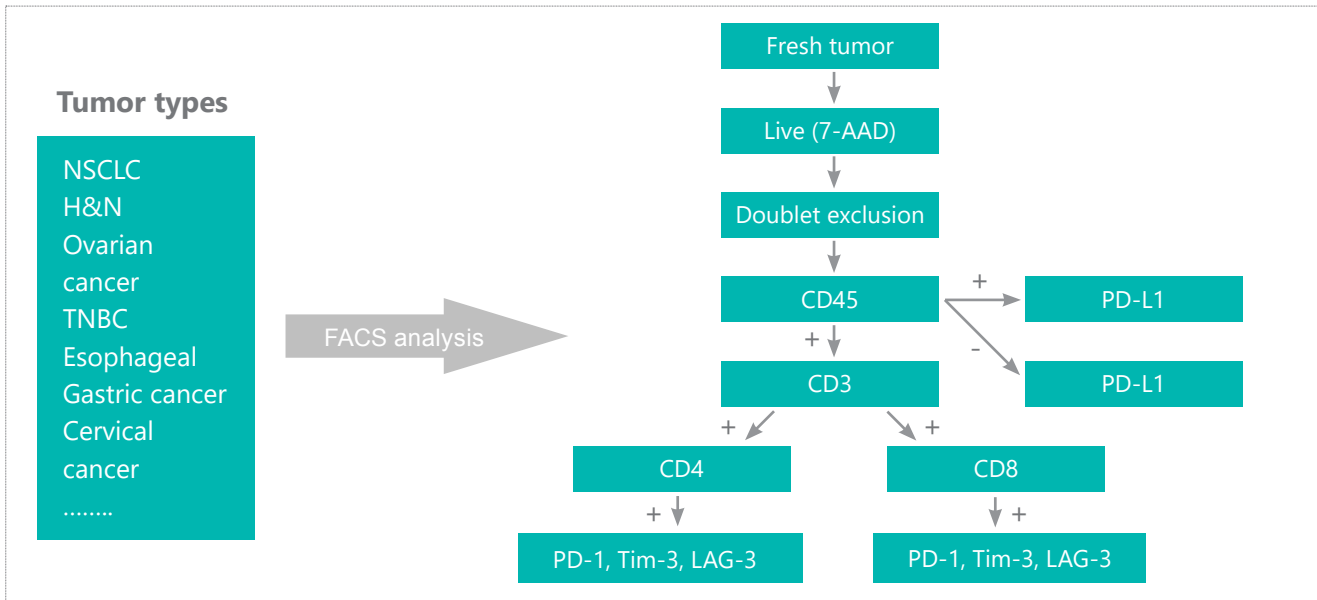 Tumor types
NSCLC
H&N
Ovarian
cancer
TNBC
Esophageal
Gastric cancer
Cervical
cancer
........
FACS analysis
Fresh tumor
Live (7-AAD)
Doublet exclusion
CD45
+
PD-L1
-
PD-L1
+
CD3
+
+
CD4
CD8
+
+
PD-1, Tim-3, LAG-3
PD-1, Tim-3, LAG-3